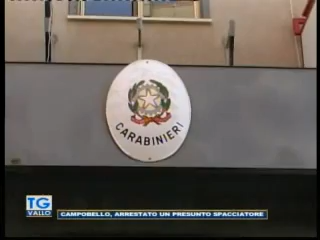 CARABINIERI
TG
VALLO
CAMPOBELLO, ARRESTATO UN PRESUNTO SPACCIATORE